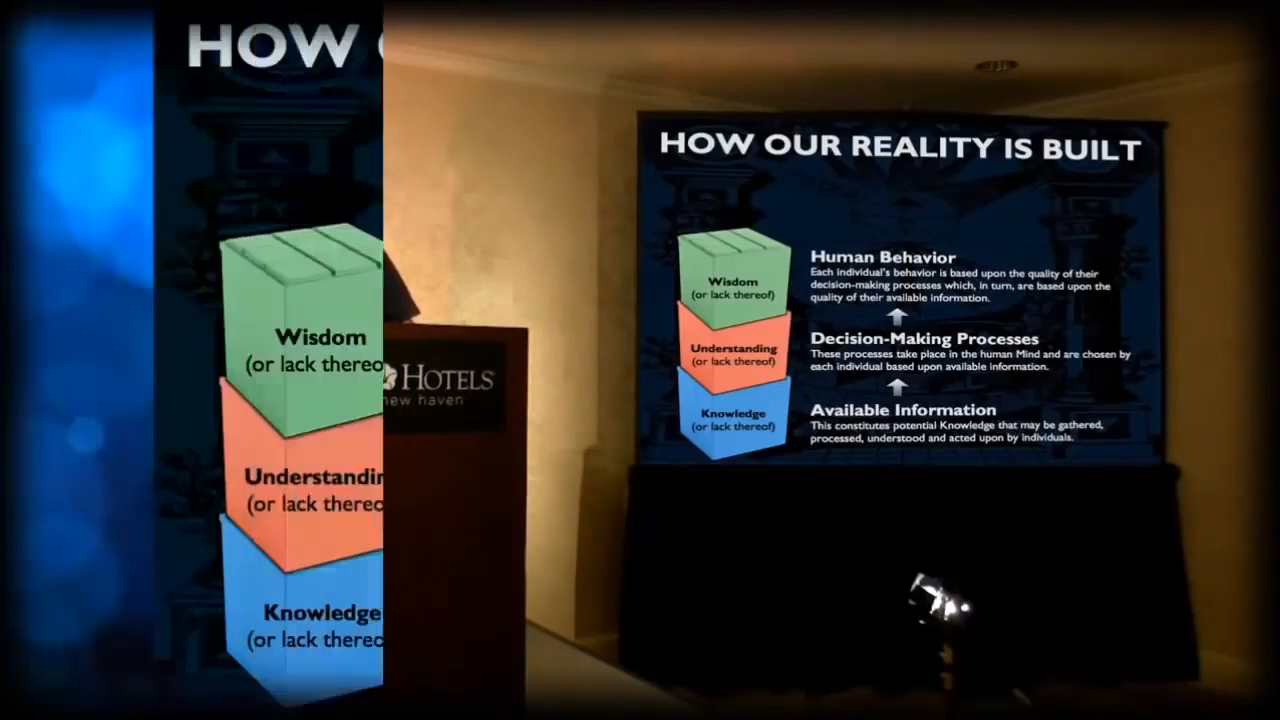 HOW
Wisdom
(or lack thereo
Understandin
(or lack thereo
Knowledge
(or lack thereo
HOTELS
new haven
HOW OUR REALITY IS BUILT
Wisdom
(or lack thereof)
Understanding
(or lack thereof)
Knowledge
(or lack thereof)
Human Behavior
Each individual's behavior is based upon the quality of their
decision-making processes which, in turn, are based upon the
quality of their available information.
Decision-Making Processes
These processes take place in the human Mind and are chosen by
each individual based upon available information.
Available Information
This constitutes potential Knowledge that may be gathered,
processed, understood and acted upon by individuals.